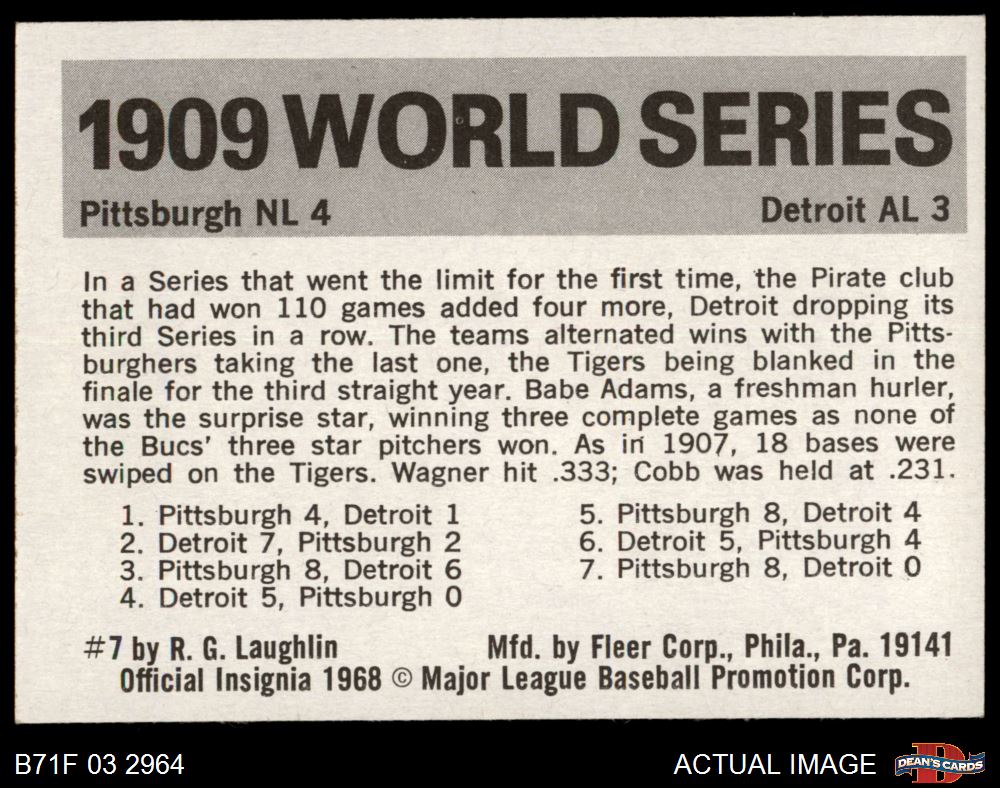 1909 WORLD SERIES
Pittsburgh NL 4 Detroit AL 3
In a Series that went the limit for the first time, the Pirate club
that had won 110 games added four more, Detroit dropping its
third Series in a row. The teams alternated wins with the Pitts-
burghers taking the last one, the Tigers being blanked in the
finale for the third straight year. Babe Adams, a freshman hurler,
was the surprise star, winning three complete games as none of
the Bucs' three star pitchers won. As in 1907, 18 bases were
swiped on the Tigers. Wagner hit .333; Cobb was held at .231.
1. Pittsburgh 4, Detroit 1
2. Detroit 7, Pittsburgh 2
3. Pittsburgh 8, Detroit 6
4. Detroit 5, Pittsburgh 0
5. Pittsburgh 8, Detroit 4
6. Detroit 5, Pittsburgh 4
7. Pittsburgh 8, Detroit 0
#7 by R. G. Laughlin Mfd. by Fleer Corp., Phila., Pa. 19141
Official Insignia 1968 © Major League Baseball Promotion Corp.
B71F 03 2964 ACTUAL IMAGE
D
DEAN'S CARDS